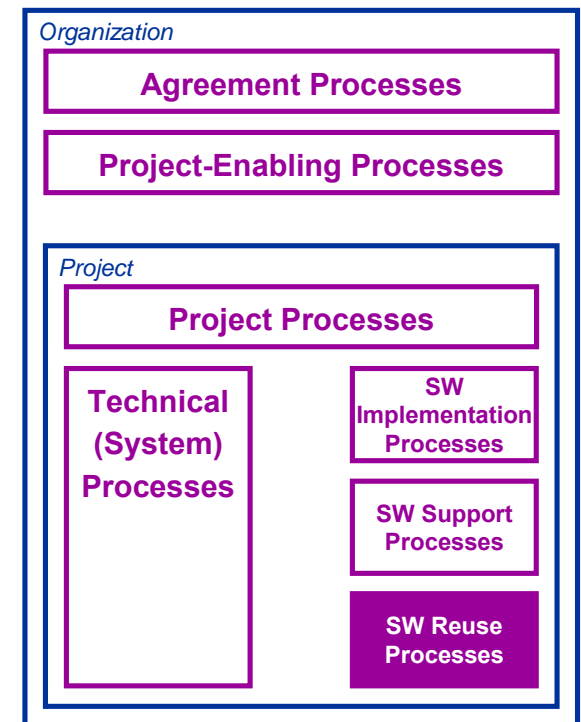 Organization
Agreement Processes
Project-Enabling Processes
Project
Project Processes
Technical
(System)
Processes
SW
Implementation
Processes
SW Support
Processes
SW Reuse
Processes